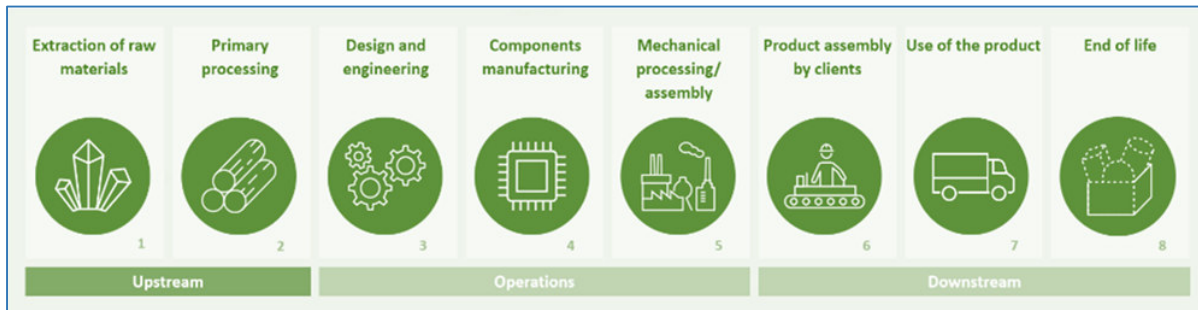 Extraction of raw
materials
Primary
processing
Design and
engineering
Components
manufacturing
Mechanical
processing/
assembly
Product assembly
by clients
Use of the product
End of life
1
2
3
4
5
6
7
8
Upstream
Operations
Downstream